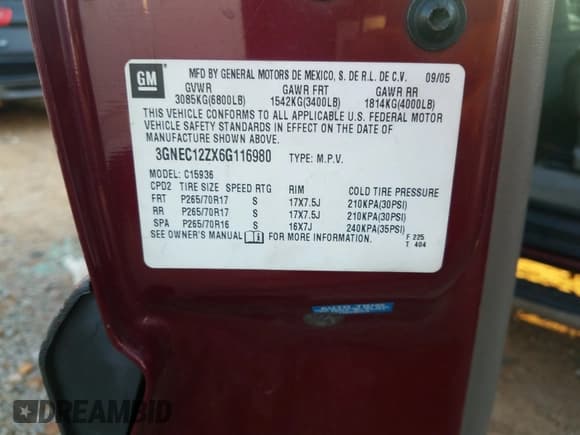 GM
MFD BY GENERAL MOTORS DE MEXICO, S. DE R.L. DE C.V. 09/05
GVWR GAWR FRT GAWR RR
3085KG(6800LB) 1542KG(3400LB) 1814KG(4000LB)
THIS VEHICLE CONFORMS TO ALL APPLICABLE U.S. FEDERAL MOTOR
VEHICLE SAFETY STANDARDS IN EFFECT ON THE DATE OF
MANUFACTURE SHOWN ABOVE.
3GNEC12ZX6G116980 TYPE: M.P.V.
MODEL: C15936
CPD2 TIRE SIZE SPEED RTG RIM COLD TIRE PRESSURE
FRT P265/70R17 S 17X7.5J 210KPA(30PSI)
RR P265/70R17 S 17X7.5J 210KPA(30PSI)
SPA P265/70R16 S 16X7J 240KPA(35PSI)
SEE OWNER'S MANUAL FOR MORE INFORMATION. F 225
T 404
DREAMBID